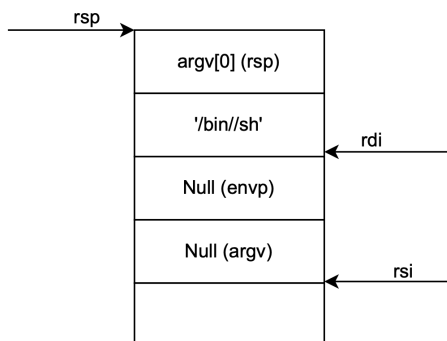 rsp
argv[0] (rsp)
'/bin//sh'
rdi
Null (envp)
Null (argv)
rsi